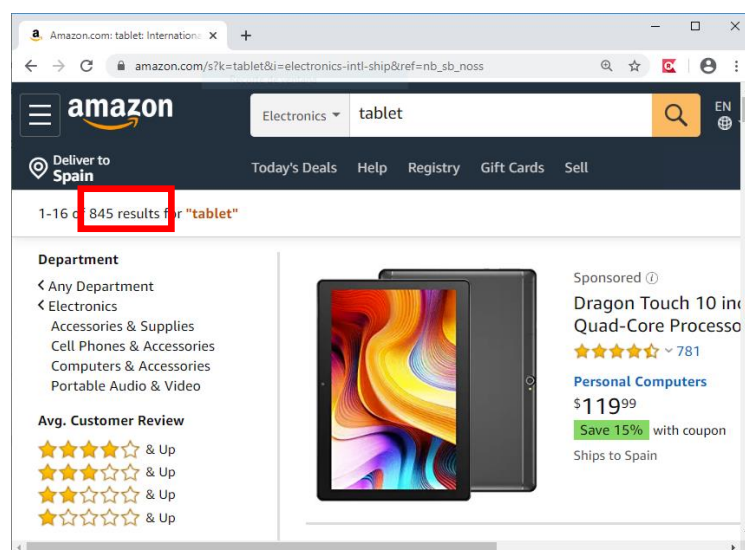 Amazon.com: tablet: Internationa
amazon.com/s?k=tablet&i=electronics-intl-ship&ref=nb_sb_noss
amazon
Electronics
tablet
EN
Deliver to
Spain
Today's Deals Help Registry Gift Cards Sell
1-16 of 845 results for "tablet"
Department
Any Department
Electronics
Accessories & Supplies
Cell Phones & Accessories
Computers & Accessories
Portable Audio & Video
Avg. Customer Review
& Up
& Up
& Up
& Up
Sponsored
Dragon Touch 10 inc
Quad-Core Processo
781
Personal Computers
$119 99
Save 15% with coupon
Ships to Spain